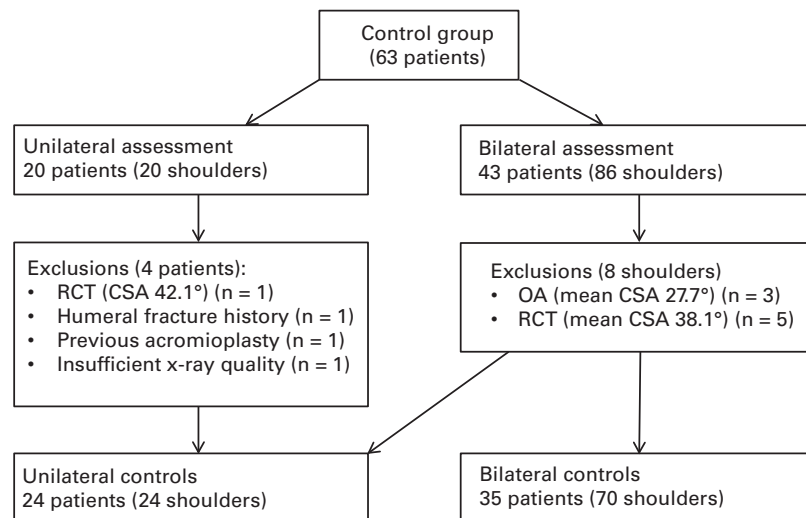 Control group
(63 patients)
Unilateral assessment
20 patients (20 shoulders)
Bilateral assessment
43 patients (86 shoulders)
Exclusions (4 patients):
• RCT (CSA 42.1°) (n = 1)
• Humeral fracture history (n = 1)
• Previous acromioplasty (n = 1)
• Insufficient x-ray quality (n = 1)
Exclusions (8 shoulders)
• OA (mean CSA 27.7°) (n = 3)
• RCT (mean CSA 38.1°) (n = 5)
Unilateral controls
24 patients (24 shoulders)
Bilateral controls
35 patients (70 shoulders)